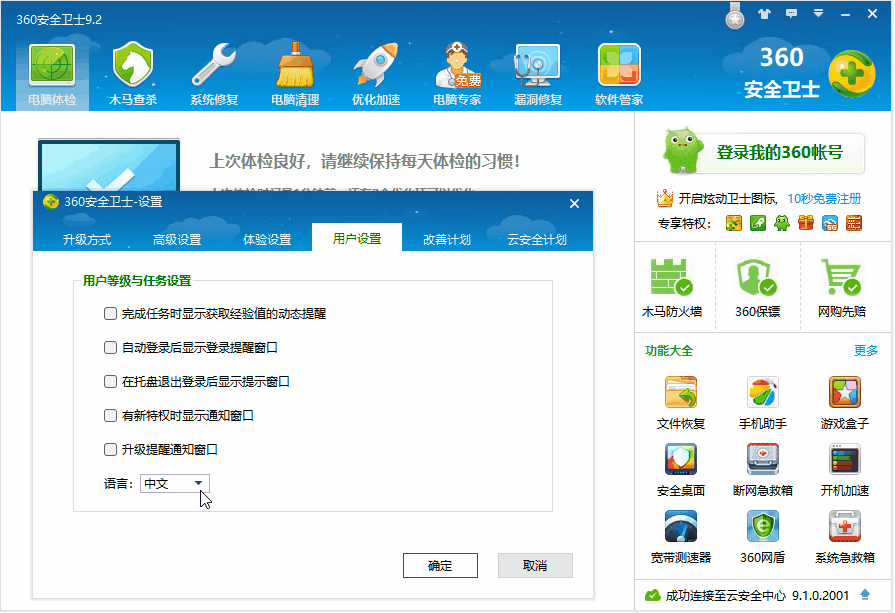 360安全卫士9.2
电脑体检
木马查杀
系统修复
电脑清理
优化加速
免费
电脑专家
漏洞修复
软件管家
360
安全卫士
上次体检良好，请继续保持每天体检的习惯！
登录我的360帐号
开启炫动卫士图标，10秒免费注册
专享特权：
5G
木马防火墙
360保镖
网购先赔
功能大全
更多
文件恢复
手机助手
游戏盒子
安全桌面
断网急救箱
开机加速
宽带测速器
360网盾
系统急救箱
成功连接至云安全中心 9.1.0.2001
360安全卫士-设置
升级方式
高级设置
体验设置
用户设置
改善计划
云安全计划
用户等级与任务设置
完成任务时显示获取经验值的动态提醒
自动登录后显示登录提醒窗口
在托盘退出登录后显示提示窗口
有新特权时显示通知窗口
升级提醒通知窗口
语言：中文
确定
取消